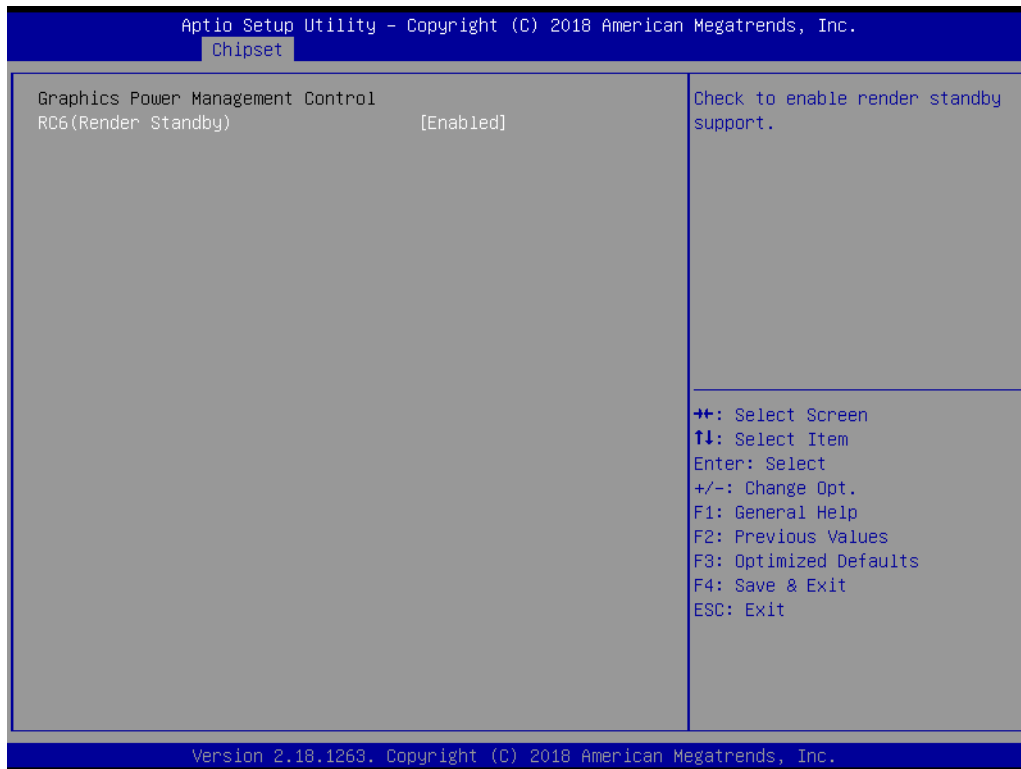 Aptio Setup Utility – Copyright (C) 2018 American Megatrends, Inc.
Chipset
Graphics Power Management Control
RC6(Render Standby) [Enabled]
Check to enable render standby
support.
→←: Select Screen
↑↓: Select Item
Enter: Select
+/-: Change Opt.
F1: General Help
F2: Previous Values
F3: Optimized Defaults
F4: Save & Exit
ESC: Exit
Version 2.18.1263. Copyright (C) 2018 American Megatrends, Inc.